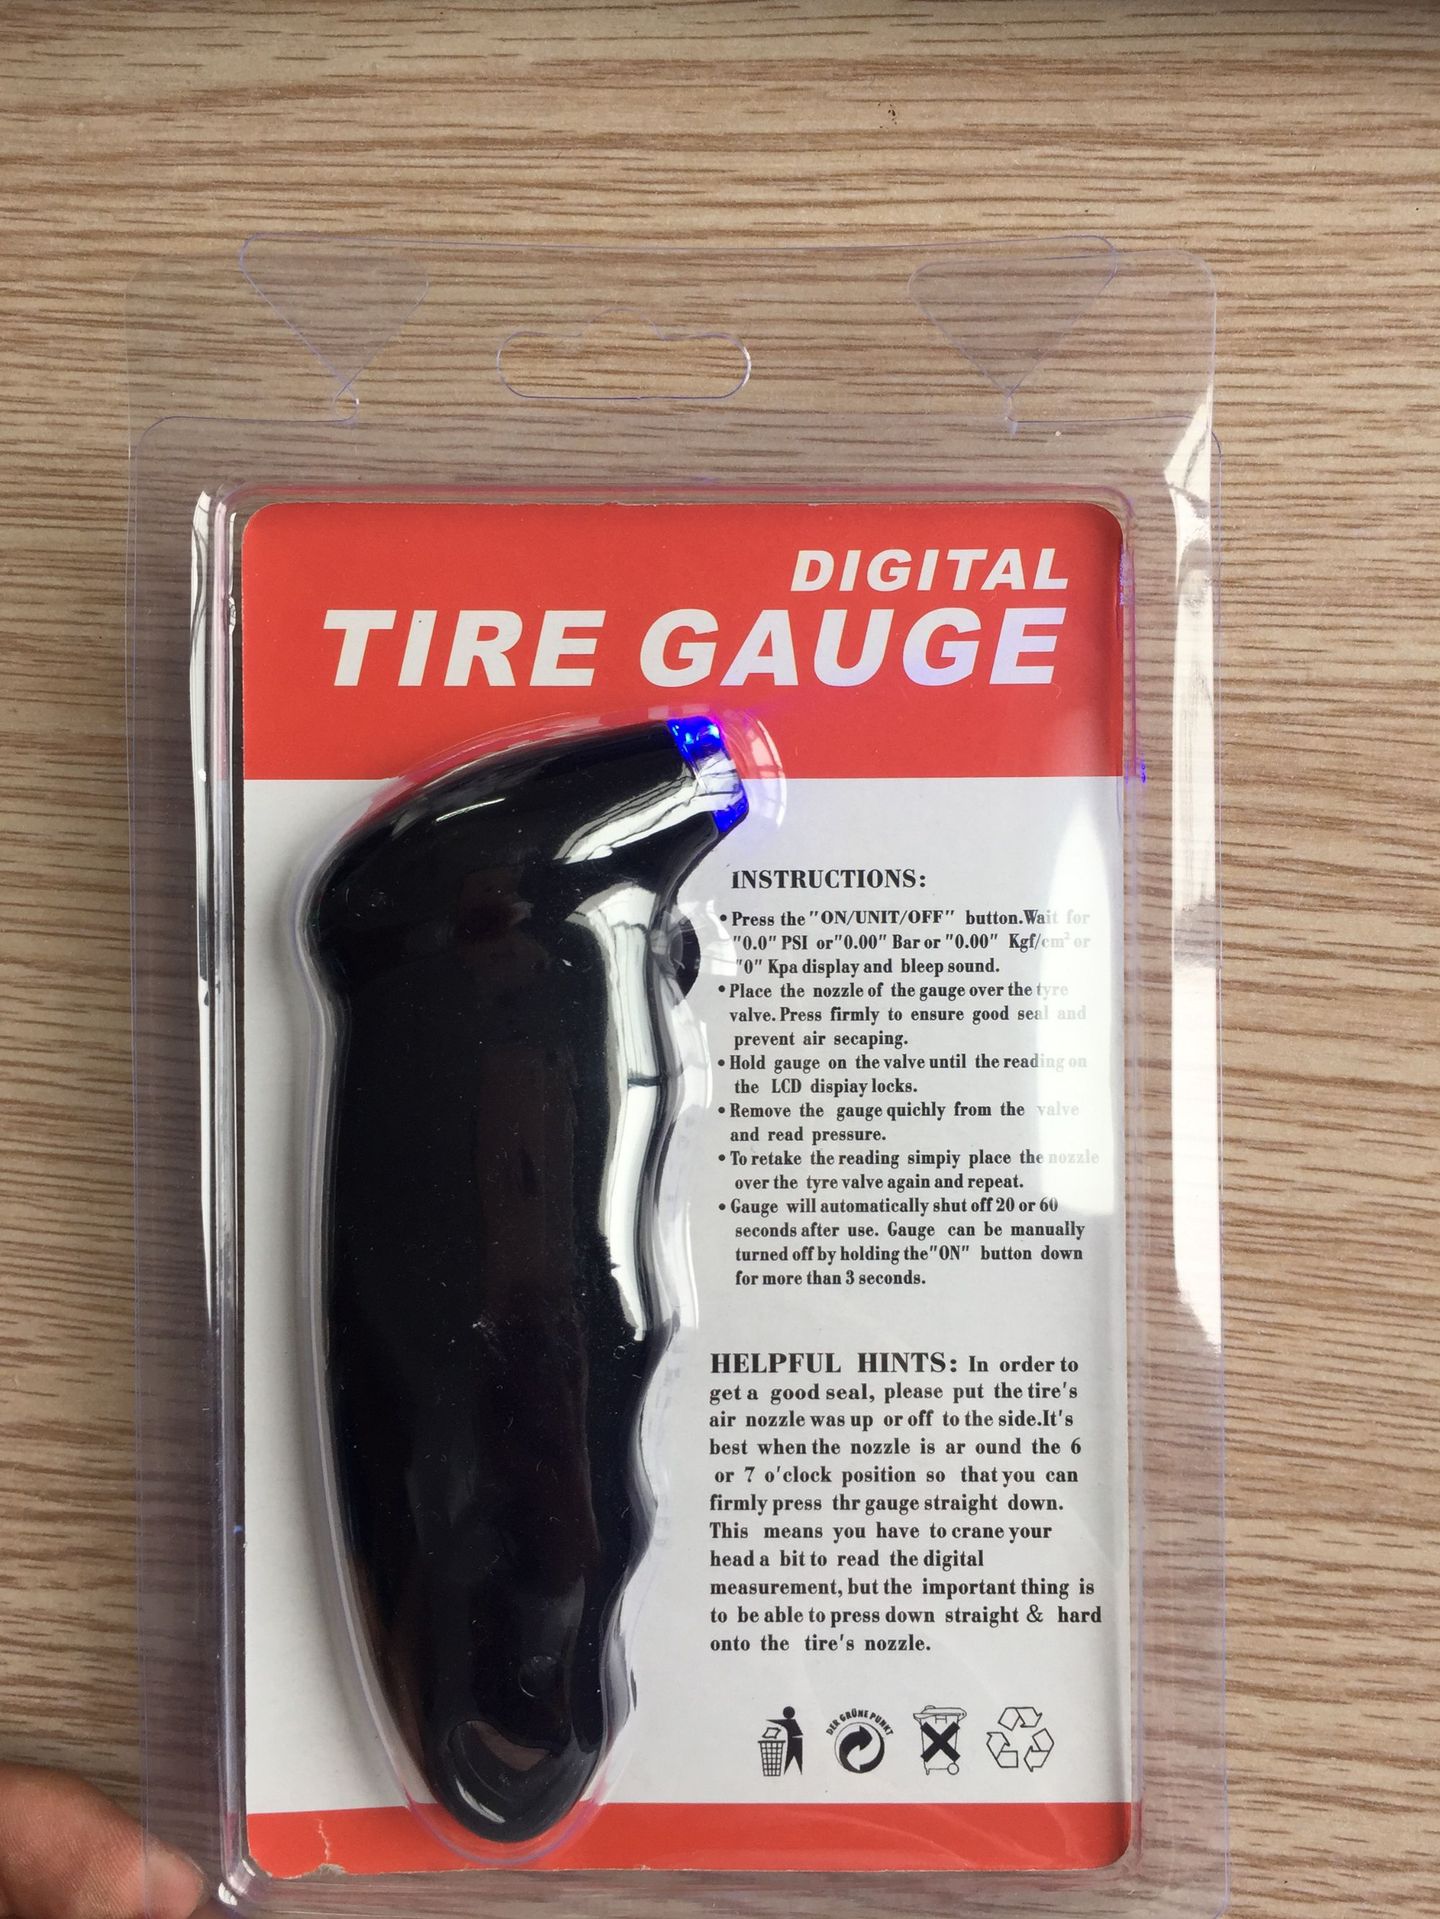 DIGITAL
TIRE GAUGE
INSTRUCTIONS:
•Press the "ON/UNIT/OFF" button.Wait for
"0.0" PSI or"0.00" Bar or "0.00" Kgf/cm² or
"0" Kpa display and bleep sound.
•Place the nozzle of the gauge over the tyre
valve. Press firmly to ensure good seal and
prevent air secaping.
•Hold gauge on the valve until the reading on
the LCD display locks.
•Remove the gauge quichly from the valve
and read pressure.
•To retake the reading simpiy place the nozzle
over the tyre valve again and repeat.
•Gauge will automatically shut off 20 or 60
seconds after use. Gauge can be manually
turned off by holding the"ON" button down
for more than 3 seconds.
HELPFUL HINTS: In order to
get a good seal, please put the tire's
air nozzle was up or off to the side.It's
best when the nozzle is ar ound the 6
or 7 o'clock position so that you can
firmly press thr gauge straight down.
This means you have to crane your
head a bit to read the digital
measurement, but the important thing is
to be able to press down straight & hard
onto the tire's nozzle.
DER GRÜNE PUNKT